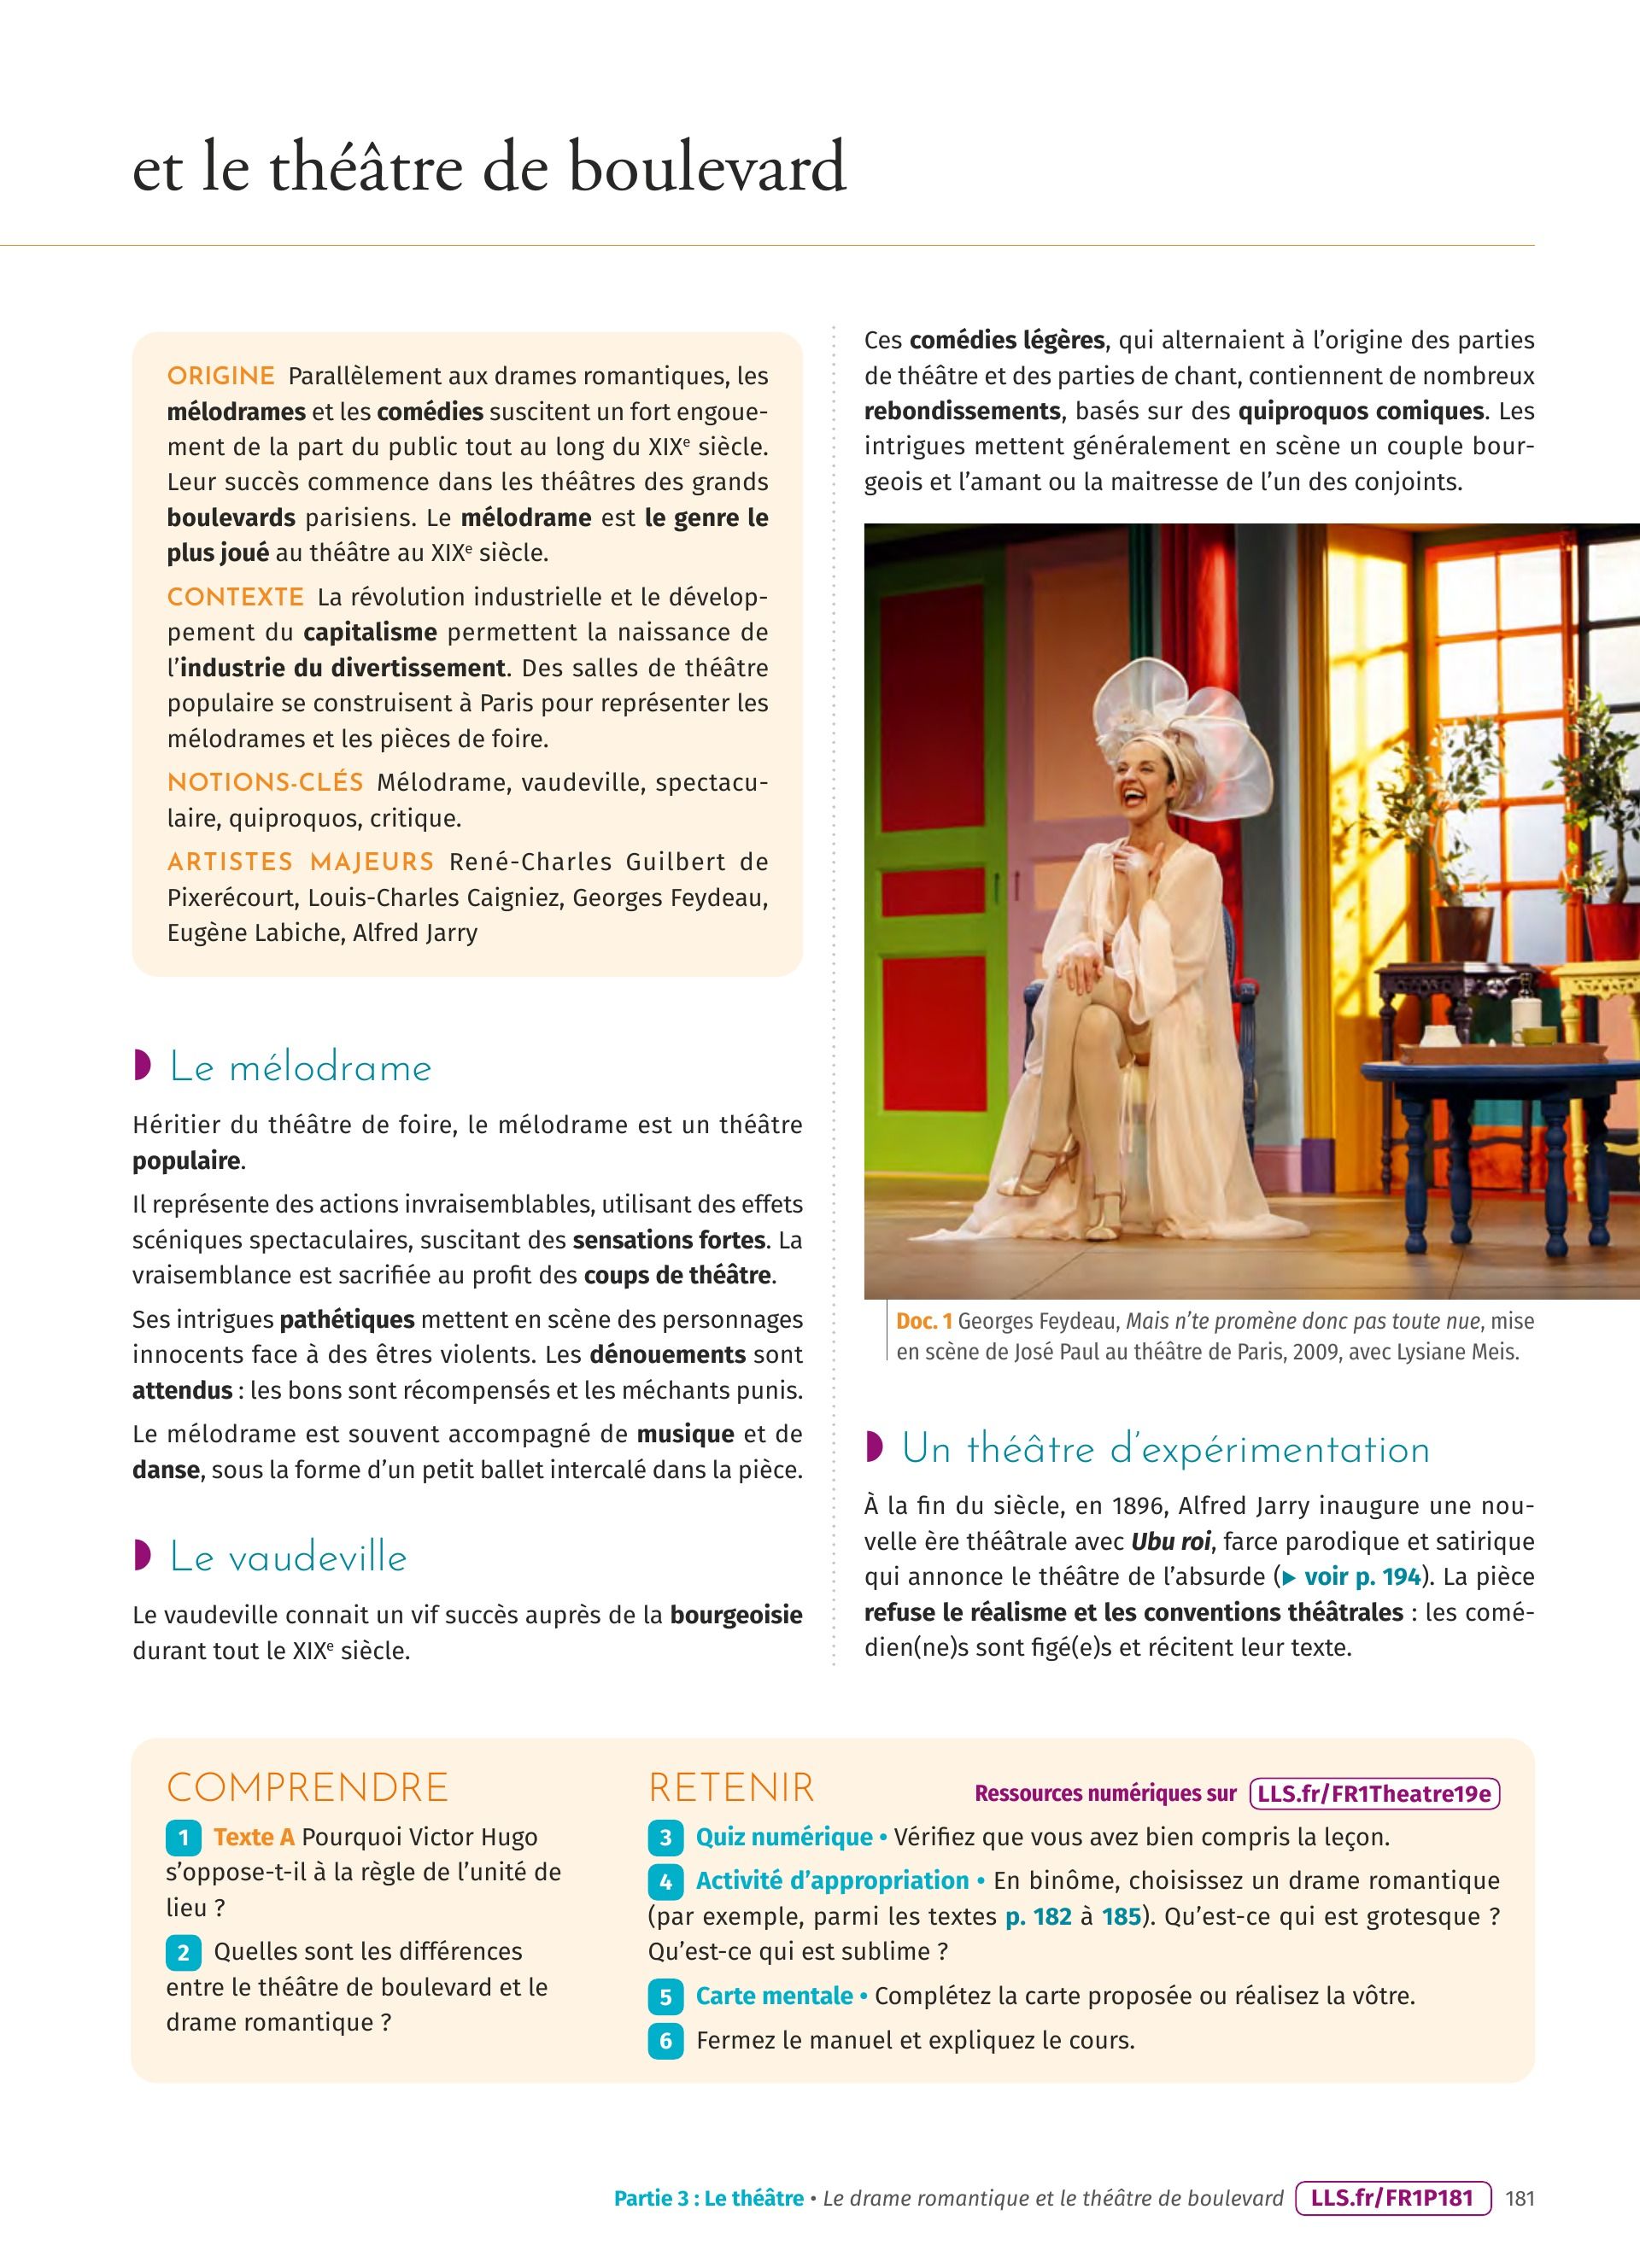 et le théâtre de boulevard
ORIGINE Parallèlement aux drames romantiques, les
mélodrames et les comédies suscitent un fort engoue-
ment de la part du public tout au long du XIXe siècle.
Leur succès commence dans les théâtres des grands
boulevards parisiens. Le mélodrame est le genre le
plus joué au théâtre au XIXe siècle.
CONTEXTE La révolution industrielle et le dévelop-
pement du capitalisme permettent la naissance de
l’industrie du divertissement. Des salles de théâtre
populaire se construisent à Paris pour représenter les
mélodrames et les pièces de foire.
NOTIONS-CLÉS Mélodrame, vaudeville, spectacu-
laire, quiproquos, critique.
ARTISTES MAJEURS René-Charles Guilbert de
Pixerécourt, Louis-Charles Caigniez, Georges Feydeau,
Eugène Labiche, Alfred Jarry
Le mélodrame
Héritier du théâtre de foire, le mélodrame est un théâtre
populaire.
Il représente des actions invraisemblables, utilisant des effets
scéniques spectaculaires, suscitant des sensations fortes. La
vraisemblance est sacrifiée au profit des coups de théâtre.
Ses intrigues pathétiques mettent en scène des personnages
innocents face à des êtres violents. Les dénouements sont
attendus : les bons sont récompensés et les méchants punis.
Le mélodrame est souvent accompagné de musique et de
danse, sous la forme d’un petit ballet intercalé dans la pièce.
Le vaudeville
Le vaudeville connait un vif succès auprès de la bourgeoisie
durant tout le XIXe siècle.
Ces comédies légères, qui alternaient à l’origine des parties
de théâtre et des parties de chant, contiennent de nombreux
rebondissements, basés sur des quiproquos comiques. Les
intrigues mettent généralement en scène un couple bour-
geois et l’amant ou la maitresse de l’un des conjoints.
Doc. 1 Georges Feydeau, Mais n’te promène donc pas toute nue, mise
en scène de José Paul au théâtre de Paris, 2009, avec Lysiane Meis.
Un théâtre d’expérimentation
À la fin du siècle, en 1896, Alfred Jarry inaugure une nou-
velle ère théâtrale avec Ubu roi, farce parodique et satirique
qui annonce le théâtre de l’absurde (▶ voir p. 194). La pièce
refuse le réalisme et les conventions théâtrales : les comé-
dien(ne)s sont figé(e)s et récitent leur texte.
COMPRENDRE
1 Texte A Pourquoi Victor Hugo
s’oppose-t-il à la règle de l’unité de
lieu ?
2 Quelles sont les différences
entre le théâtre de boulevard et le
drame romantique ?
RETENIR
Ressources numériques sur LLS.fr/FR1Theatre19e
3 Quiz numérique • Vérifiez que vous avez bien compris la leçon.
4 Activité d’appropriation • En binôme, choisissez un drame romantique
(par exemple, parmi les textes p. 182 à 185). Qu’est-ce qui est grotesque ?
Qu’est-ce qui est sublime ?
5 Carte mentale • Complétez la carte proposée ou réalisez la vôtre.
6 Fermez le manuel et expliquez le cours.
Partie 3 : Le théâtre • Le drame romantique et le théâtre de boulevard LLS.fr/FR1P181 181